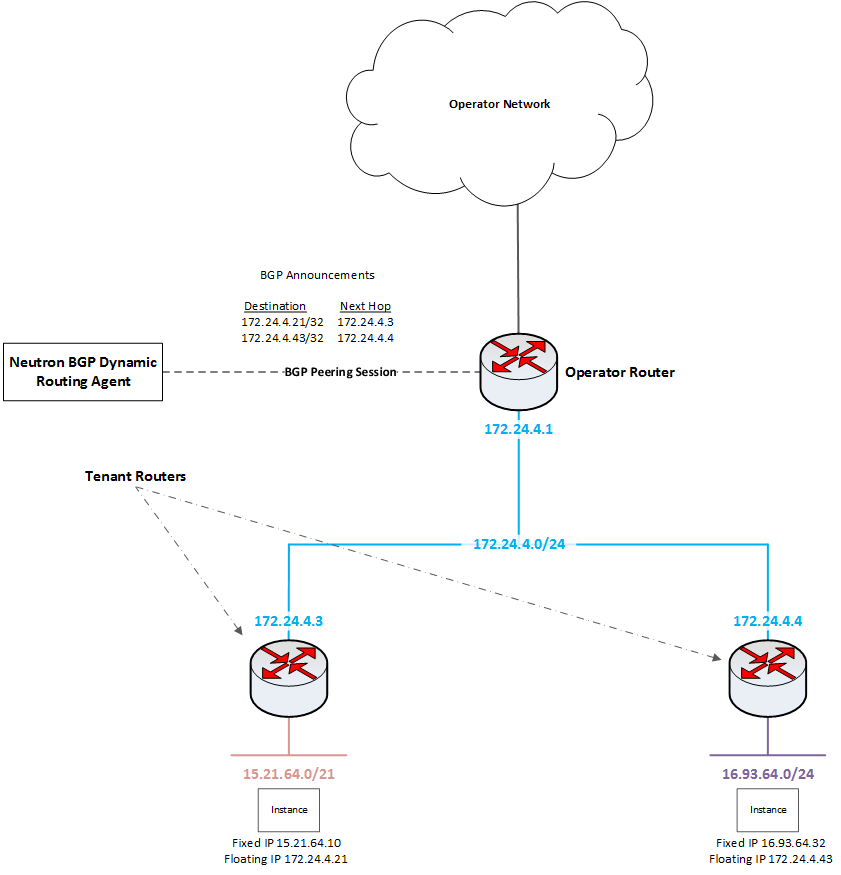 Operator Network
BGP Announcements
Destination Next Hop
172.24.4.21/32 172.24.4.3
172.24.4.43/32 172.24.4.4
Neutron BGP Dynamic
Routing Agent
BGP Peering Session
Operator Router
172.24.4.1
Tenant Routers
172.24.4.0/24
172.24.4.3
172.24.4.4
15.21.64.0/21
16.93.64.0/24
Instance
Instance
Fixed IP 15.21.64.10
Floating IP 172.24.4.21
Fixed IP 16.93.64.32
Floating IP 172.24.4.43